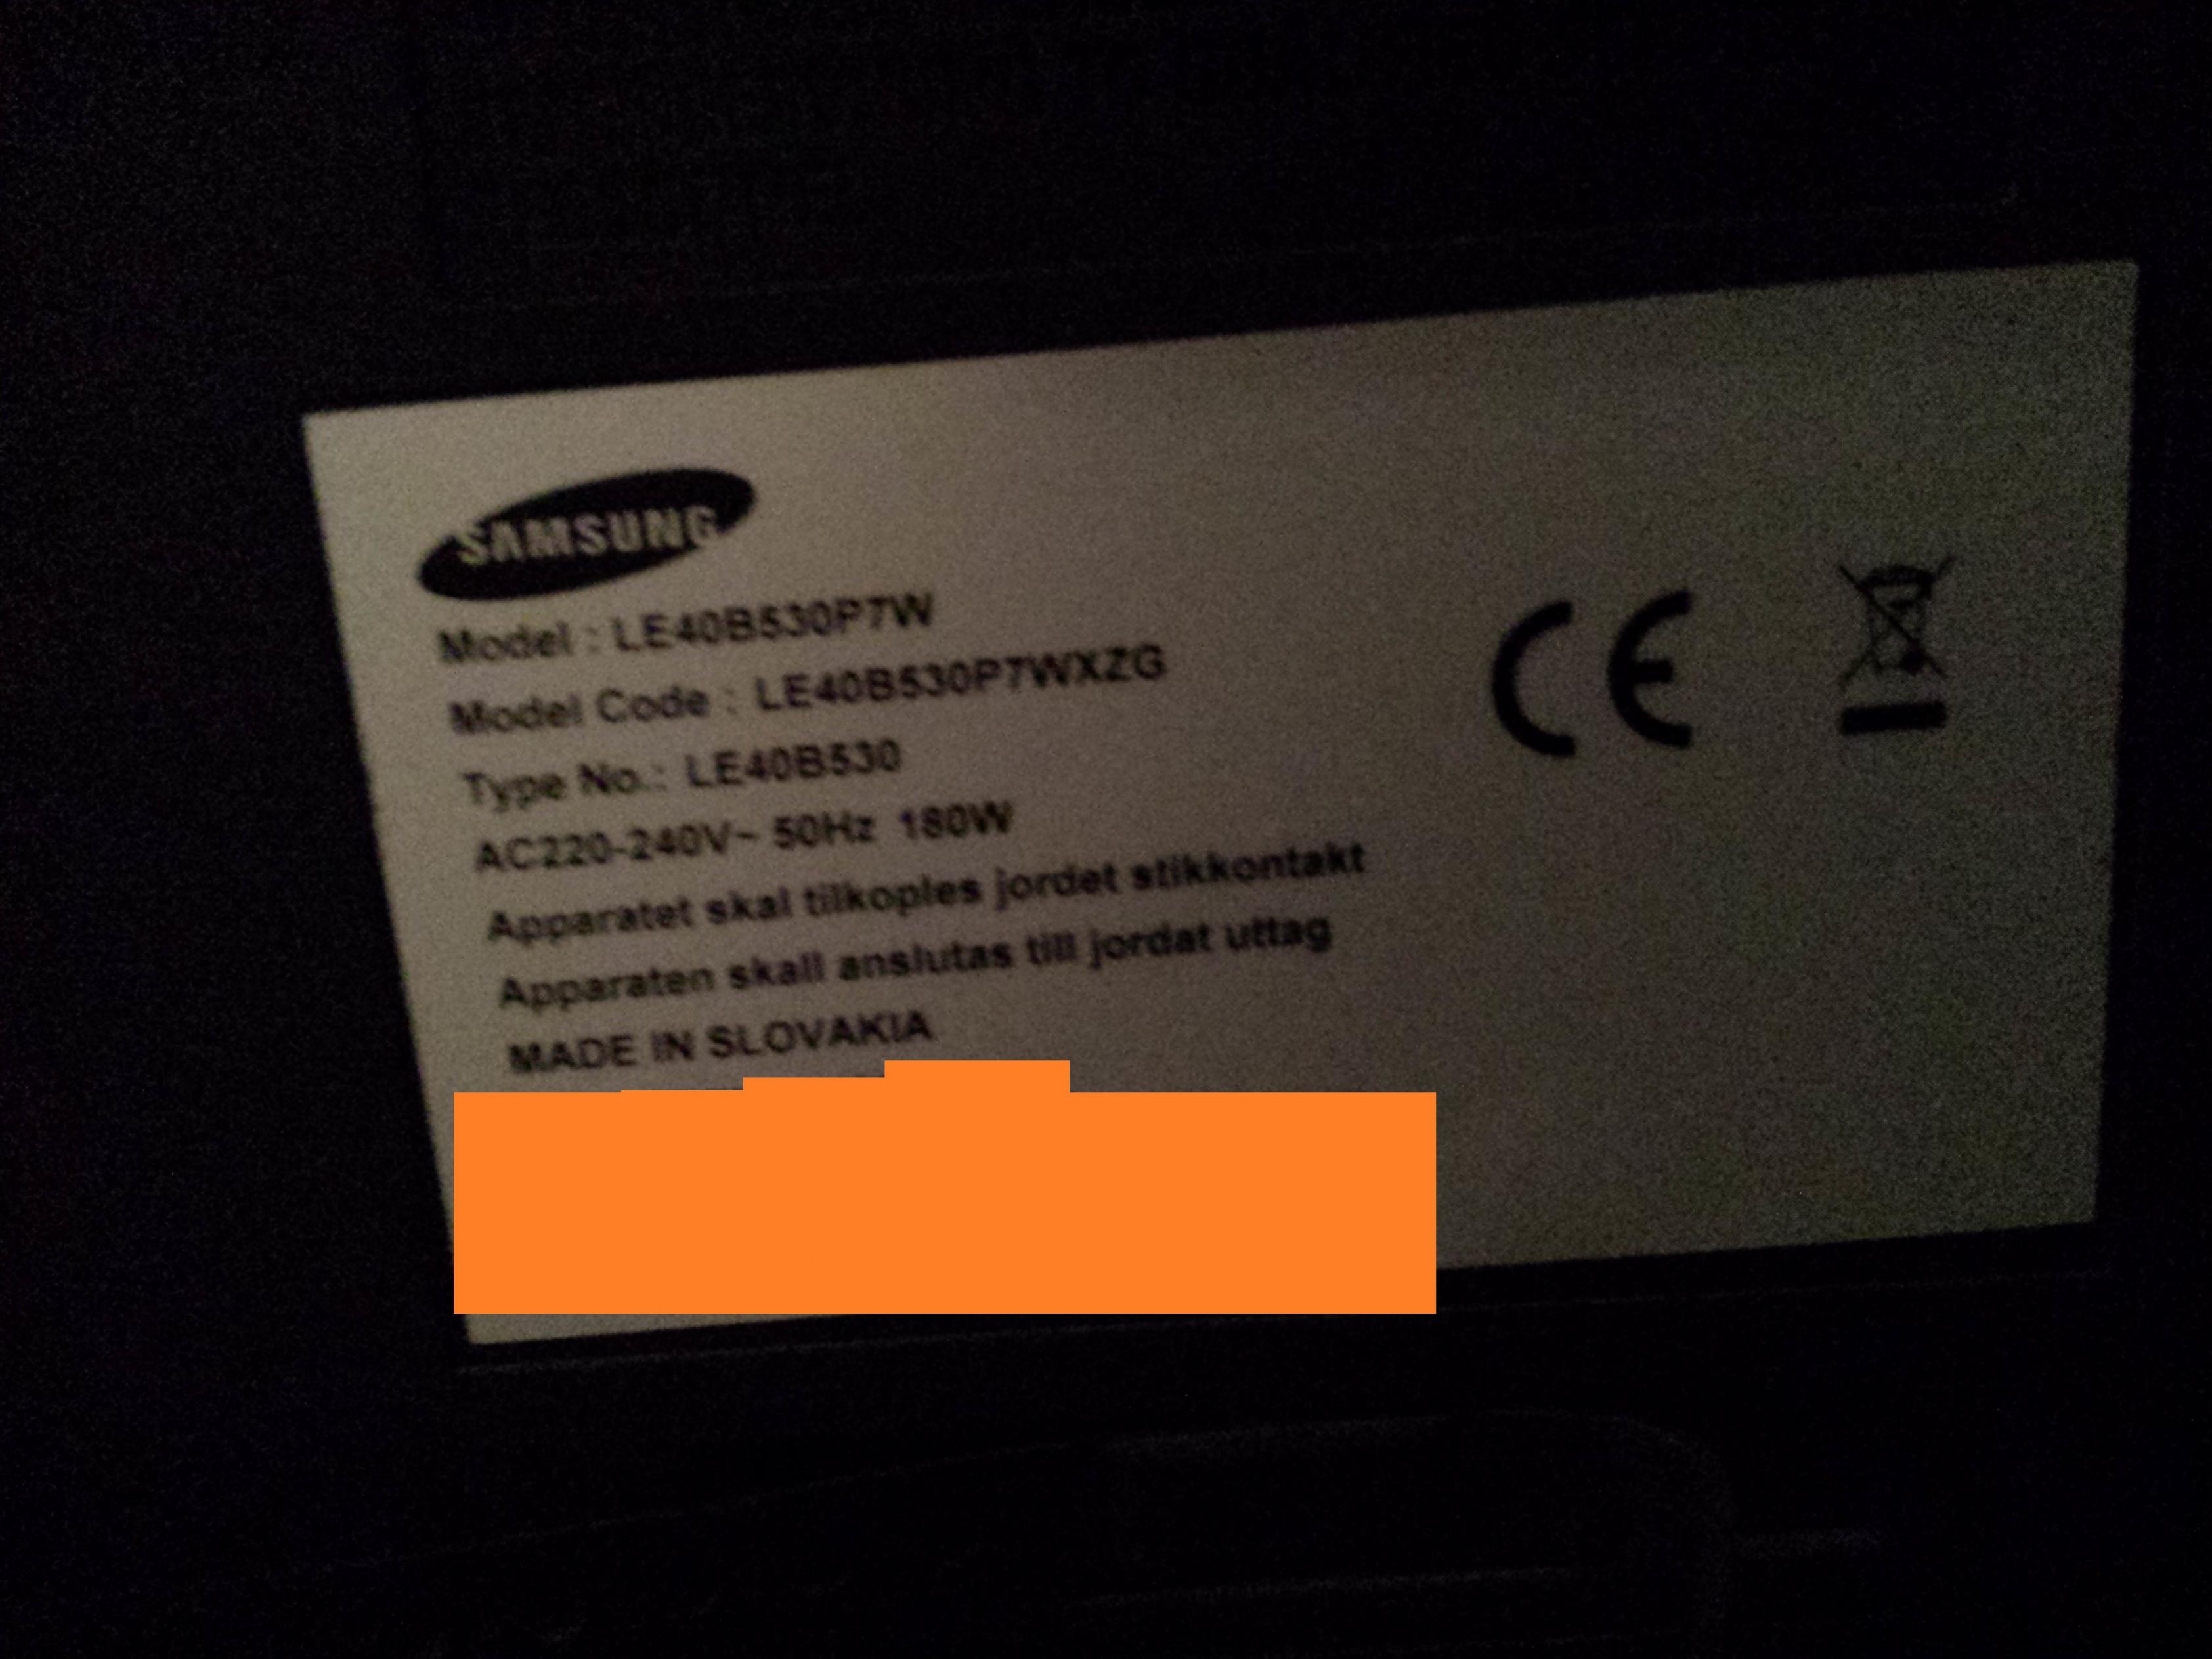 SAMSUNG
Model : LE40B530P7W
Model Code : LE40B530P7WXZG
Type No.: LE40B530
AC220-240V~ 50Hz 180W
Apparatet skal tilkoples jordet stikkontakt
Apparaten skall anslutas till jordat uttag
MADE IN SLOVAKIA
CE